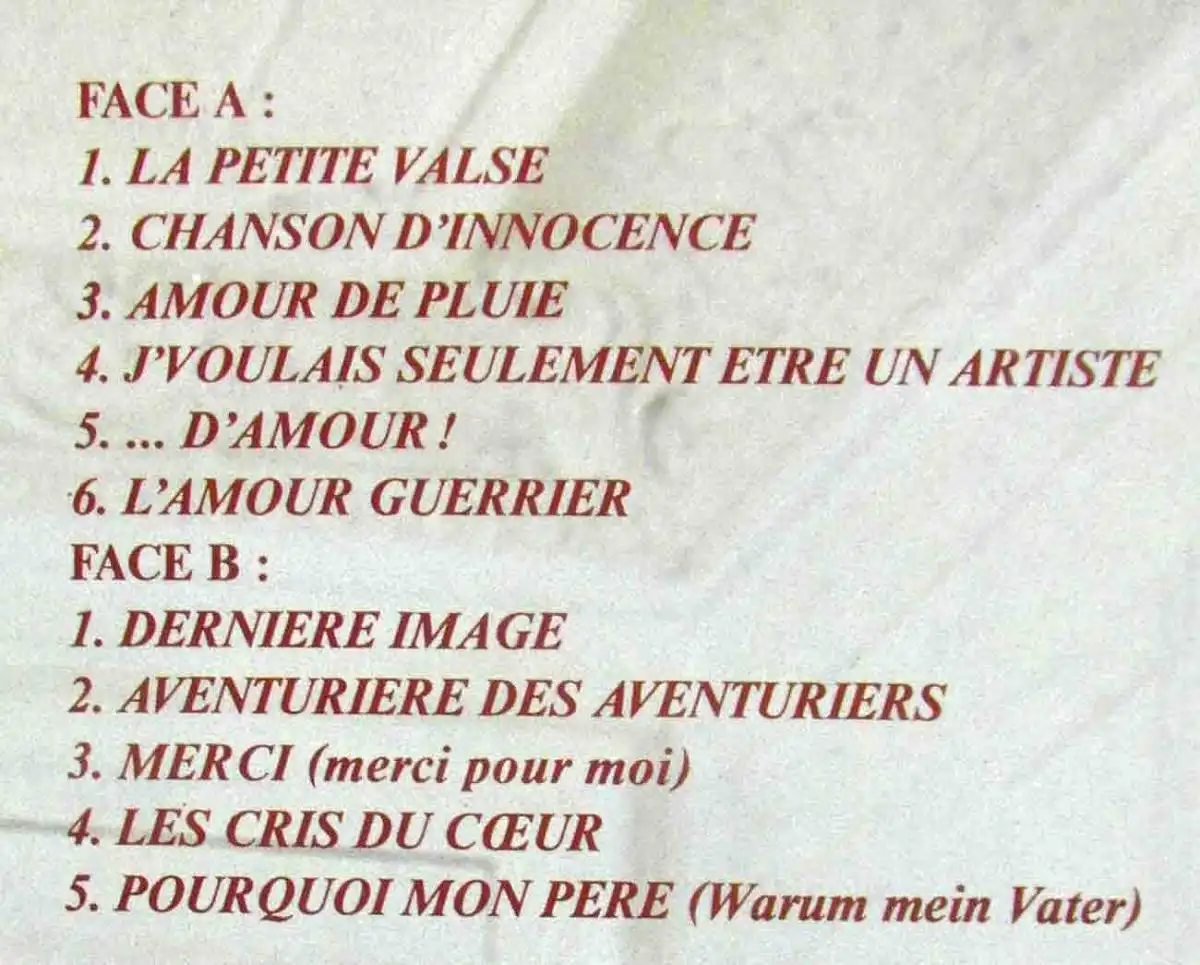 FACE A :
1. LA PETITE VALSE
2. CHANSON D'INNOCENCE
3. AMOUR DE PLUIE
4. J'VOULAIS SEULEMENT ETRE UN ARTISTE
5. ... D'AMOUR !
6. L'AMOUR GUERRIER
FACE B :
1. DERNIERE IMAGE
2. AVENTURIERE DES AVENTURIERS
3. MERCI (merci pour moi)
4. LES CRIS DU CŒUR
5. POURQUOI MON PERE (Warum mein Vater)